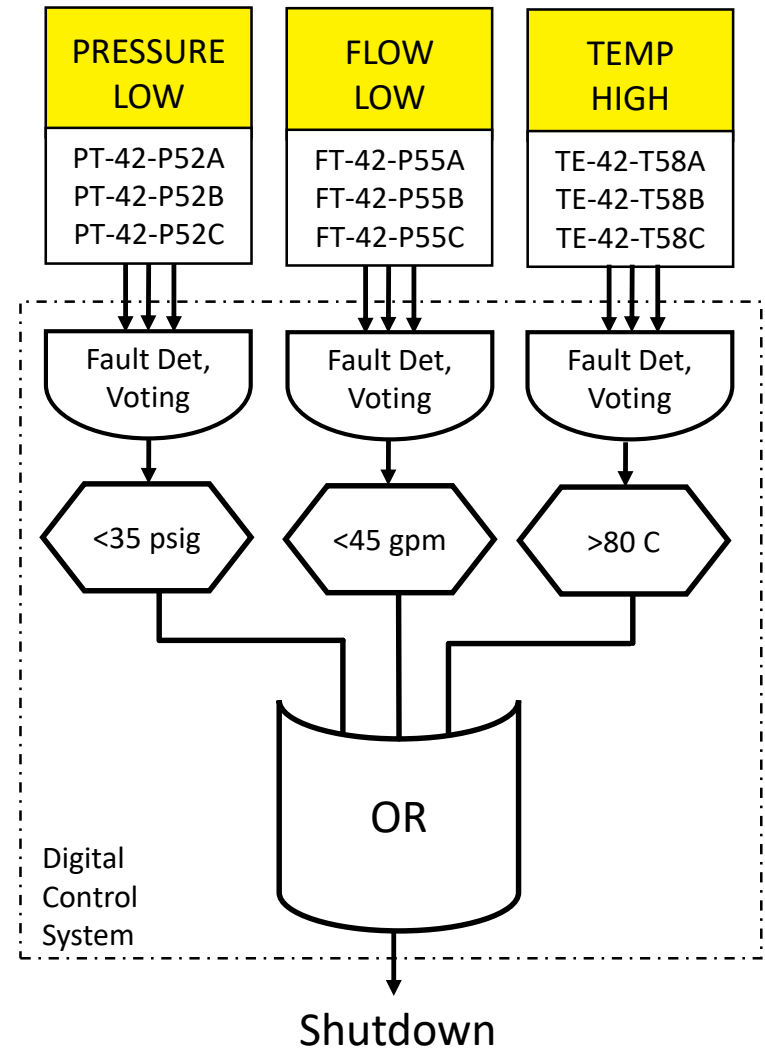 PRESSURE
LOW
PT-42-P52A
PT-42-P52B
PT-42-P52C
FLOW
LOW
FT-42-P55A
FT-42-P55B
FT-42-P55C
TEMP
HIGH
TE-42-T58A
TE-42-T58B
TE-42-T58C
Fault Det,
Voting
Fault Det,
Voting
Fault Det,
Voting
<35 psig
<45 gpm
>80 C
OR
Digital
Control
System
Shutdown